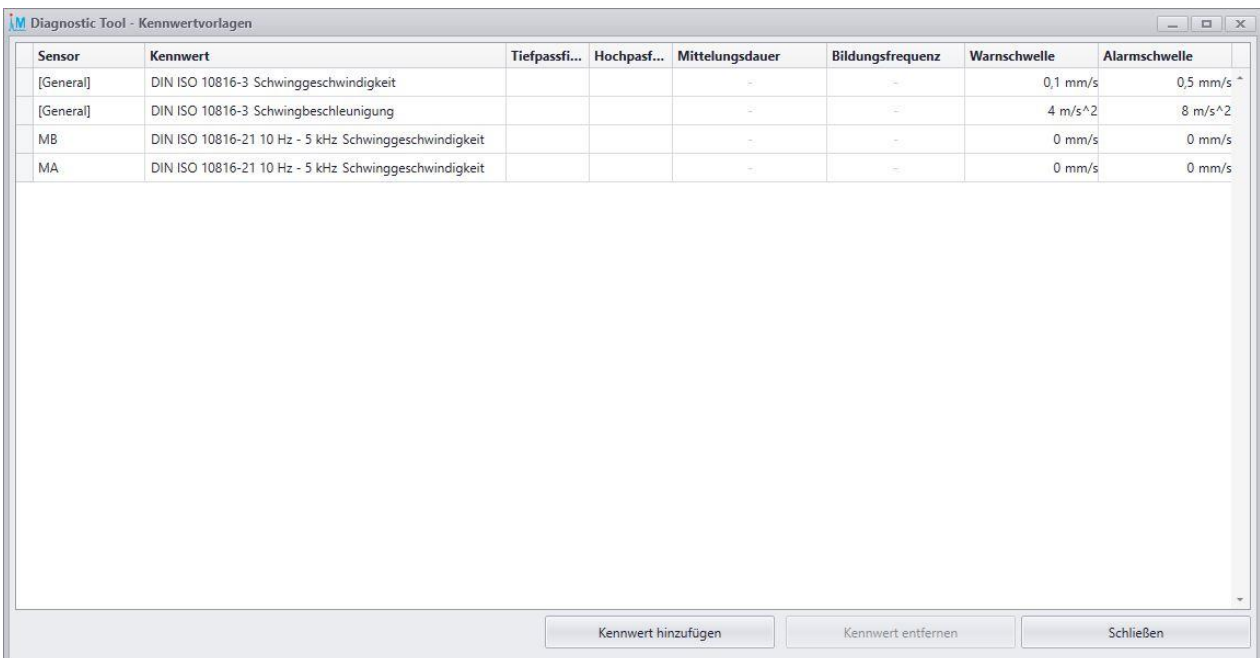 Diagnostic Tool - Kennwertvorlagen
Sensor Kennwert Tiefpassfi... Hochpasf... Mittelungsdauer Bildungsfrequenz Warnschwelle Alarmschwelle
[General] DIN ISO 10816-3 Schwinggeschwindigkeit - - 0,1 mm/s 0,5 mm/s
[General] DIN ISO 10816-3 Schwingbeschleunigung - - 4 m/s^2 8 m/s^2
MB DIN ISO 10816-21 10 Hz - 5 kHz Schwinggeschwindigkeit - - 0 mm/s 0 mm/s
MA DIN ISO 10816-21 10 Hz - 5 kHz Schwinggeschwindigkeit - - 0 mm/s 0 mm/s
Kennwert hinzufügen Kennwert entfernen Schließen